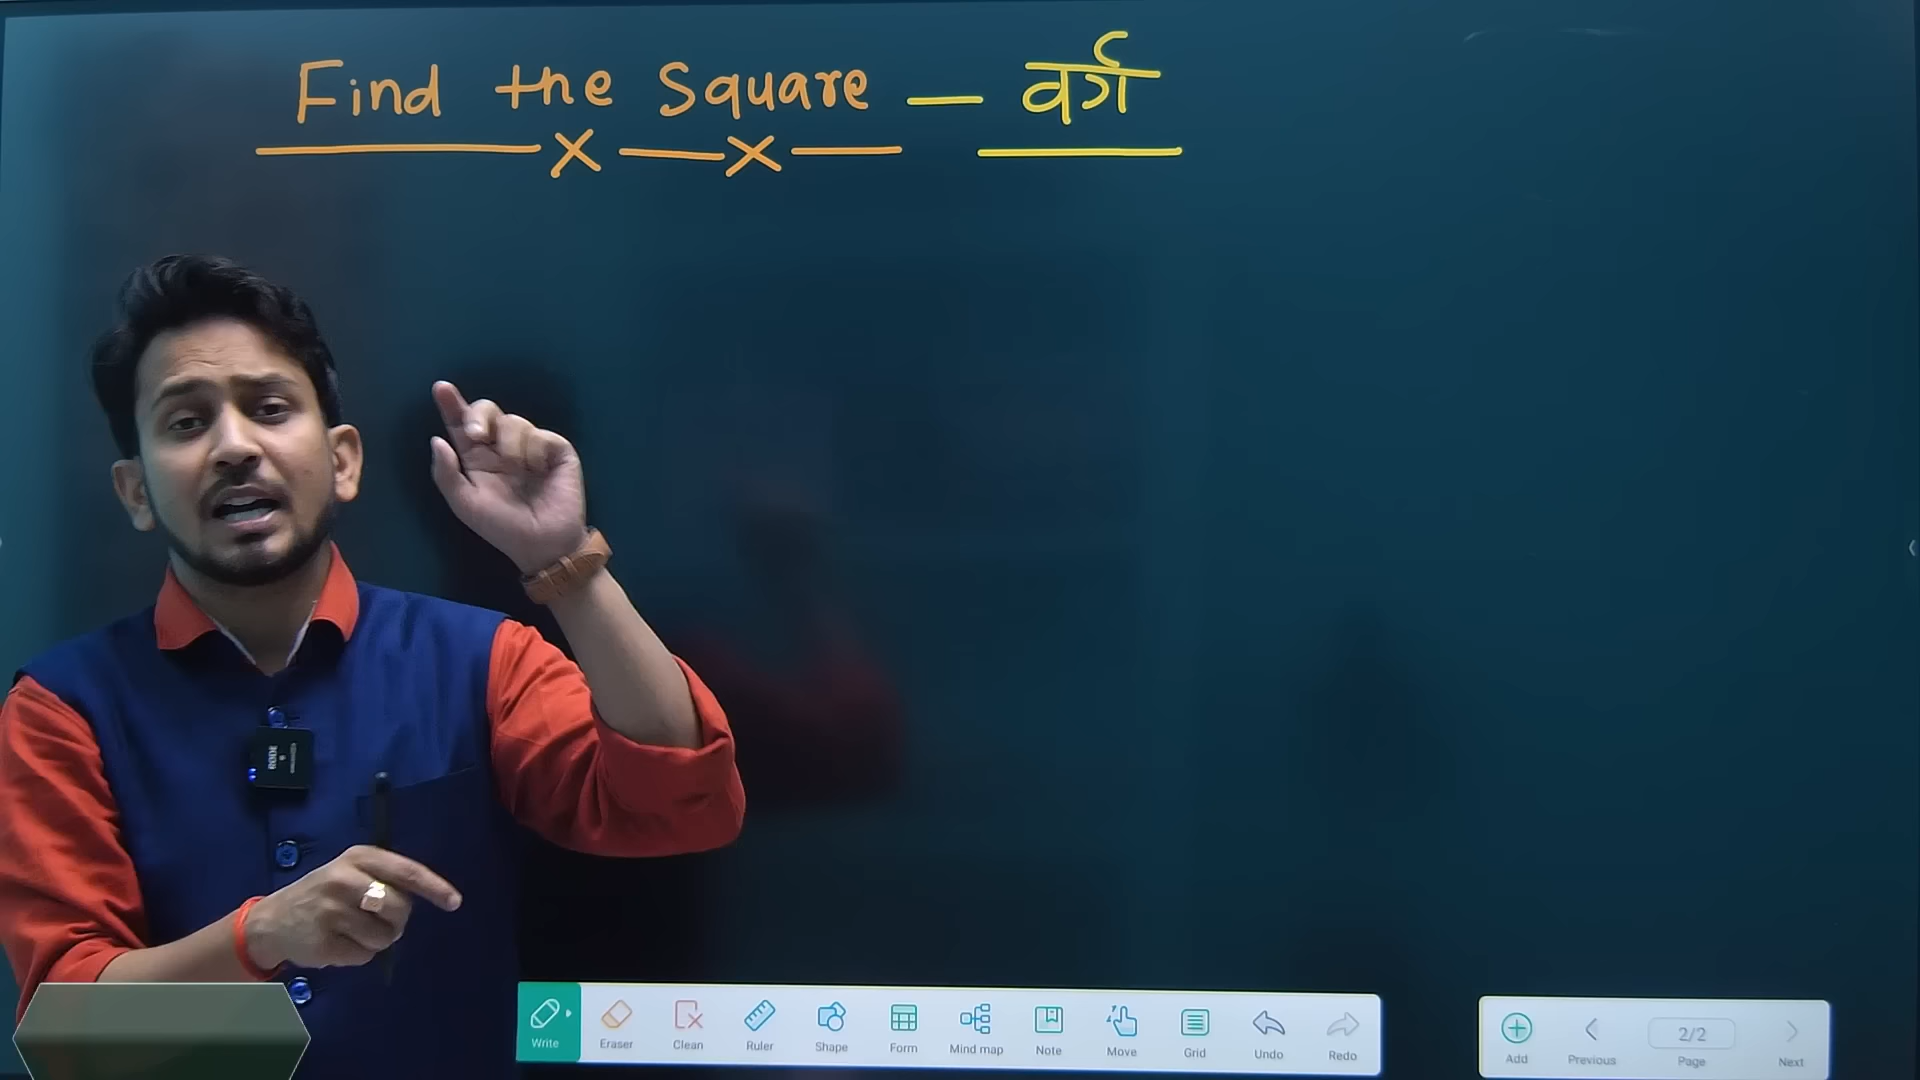 Find the Square — वर्ग
RODE
Write
Eraser
Clean
Ruler
Shape
Form
Mind map
Note
Move
Grid
Undo
Redo
Add
Previous
2/2
Page
Next